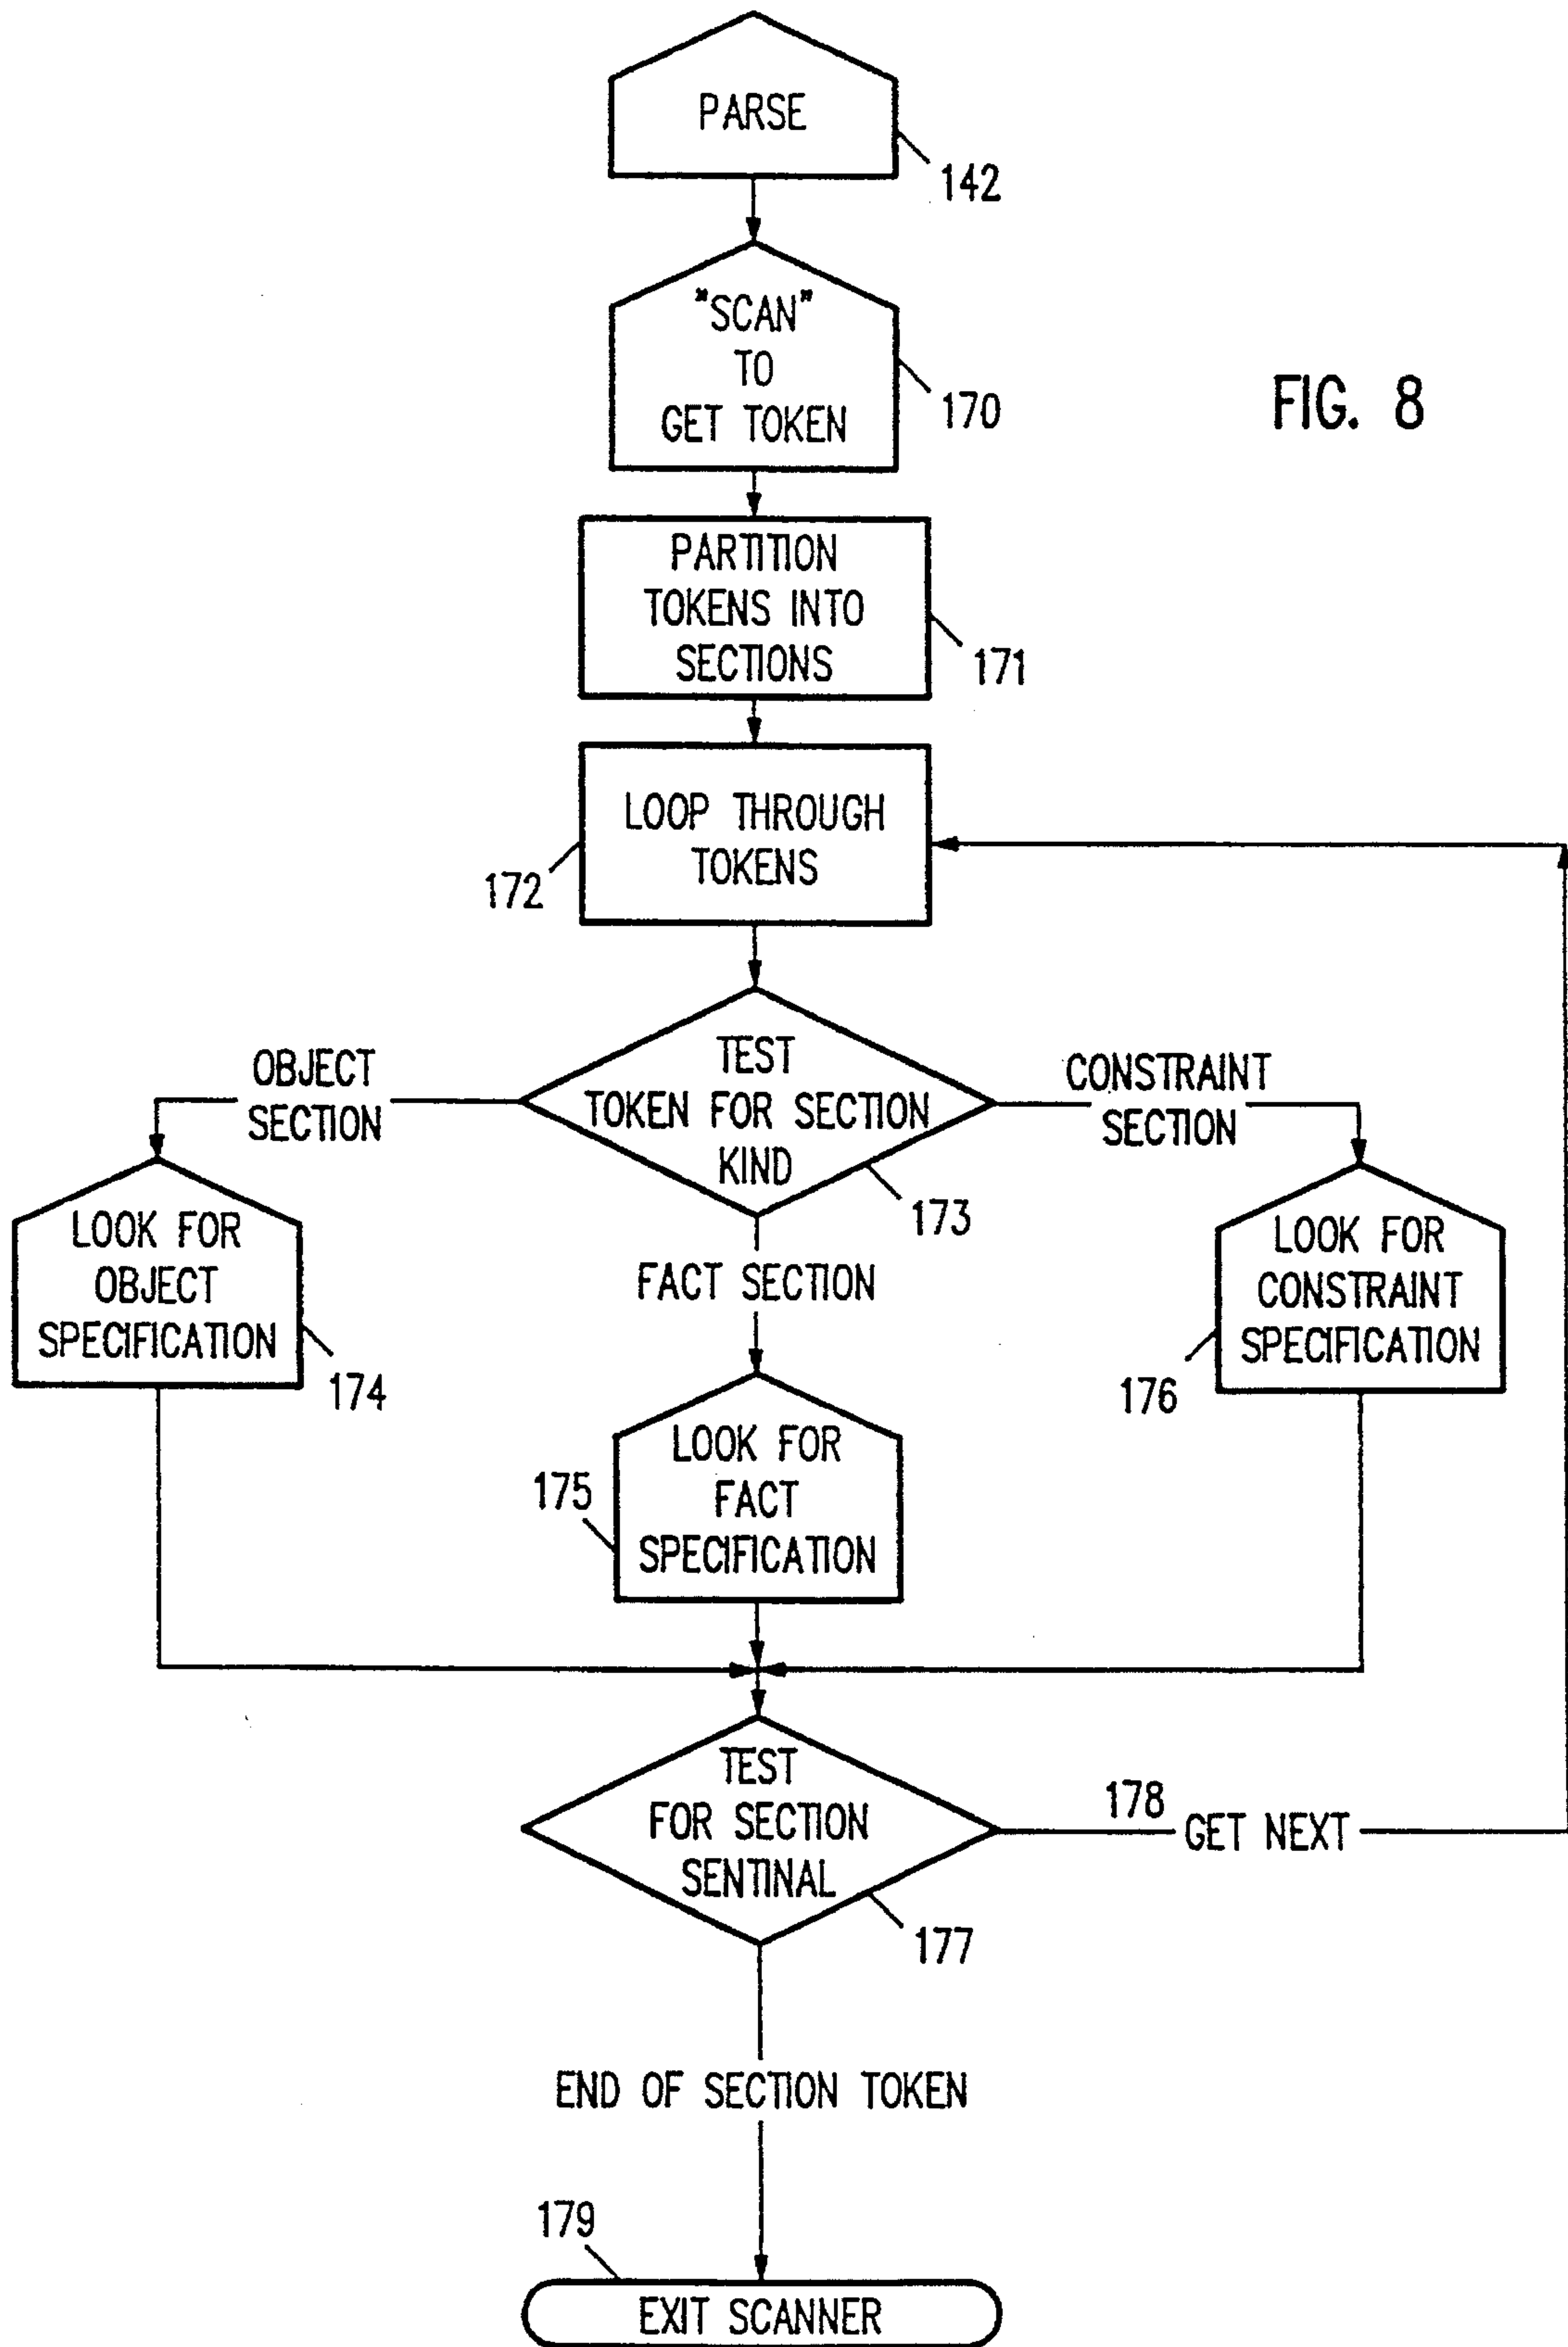 PARSE
142
"SCAN"
TO
GET TOKEN
170
FIG. 8
PARTITION
TOKENS INTO
SECTIONS
171
LOOP THROUGH
TOKENS
172
TEST
TOKEN FOR SECTION
KIND
173
OBJECT
SECTION
CONSTRAINT
SECTION
LOOK FOR
OBJECT
SPECIFICATION
174
FACT SECTION
LOOK FOR
CONSTRAINT
SPECIFICATION
176
LOOK FOR
FACT
SPECIFICATION
175
TEST
FOR SECTION
SENTINAL
177
178
GET NEXT
END OF SECTION TOKEN
179
EXIT SCANNER